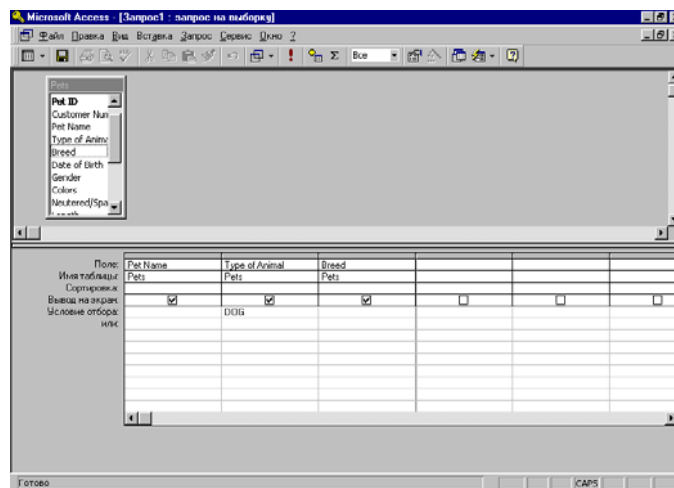 Microsoft Access - [Запрос1 : запрос на выборку]
Файл Правка Вид Вставка Запрос Сервис Окно ?
Все
Pets
Pet ID
Customer Num
Pet Name
Type of Anima
Breed
Date of Birth
Gender
Colors
Neutered/Spa
Length
Поле: Pet Name Type of Animal Breed
Имя таблицы: Pets Pets Pets
Сортировка:
Вывод на экран:
Условие отбора: DOG
или:
Готово CAPS